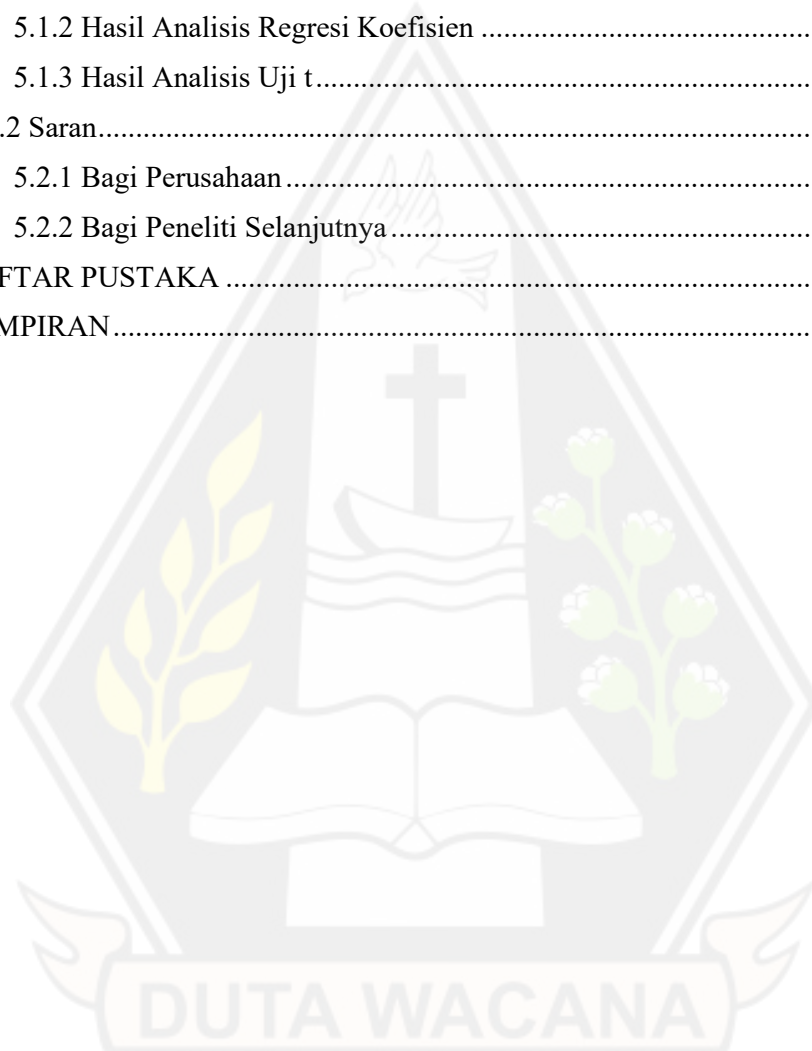 5.1.2 Hasil Analisis Regresi Koefisien ........................................
5.1.3 Hasil Analisis Uji t ........................................
.2 Saran ........................................
5.2.1 Bagi Perusahaan ........................................
5.2.2 Bagi Peneliti Selanjutnya ........................................
FTAR PUSTAKA ........................................
MPIRAN ........................................
DUTA WACANA